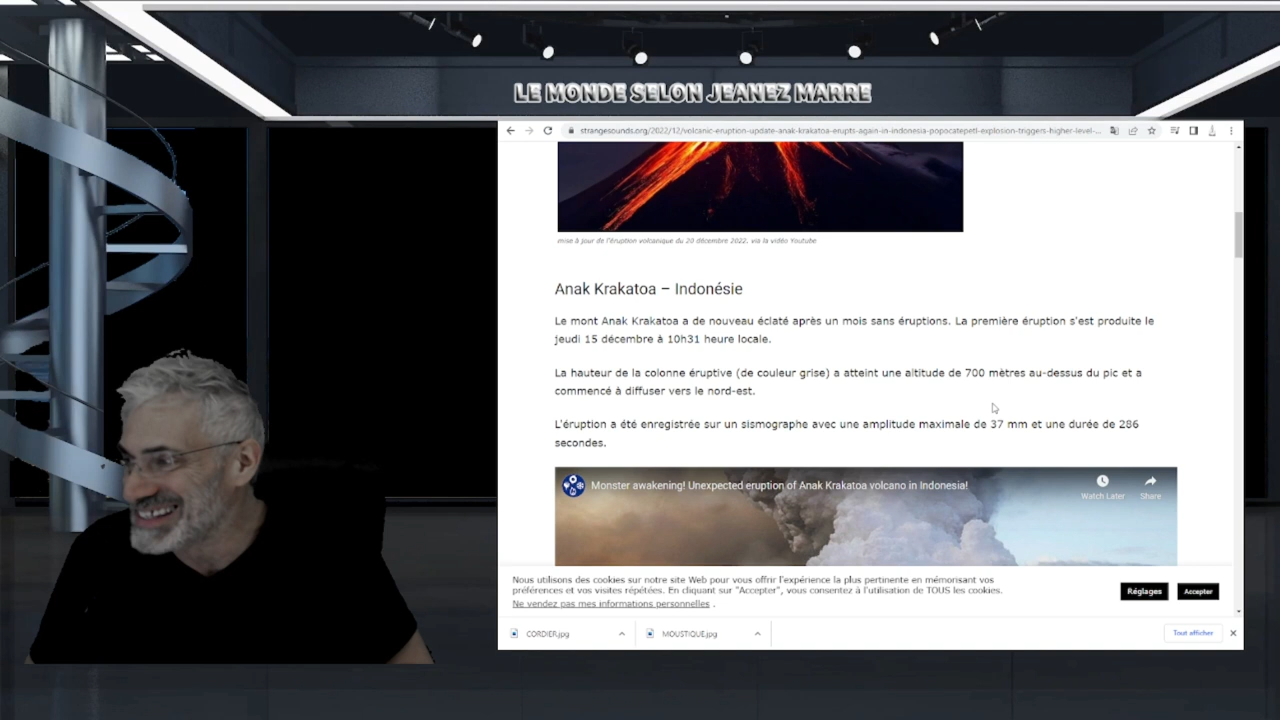 LE MONDE SELON JEANEZ MARRE
strangesounds.org/2022/12/volcanic-eruption-update-anak-krakatoa-erupts-again-in-indonesia-popocatepetl-explosion-triggers-higher-level-...
mise à jour de l'éruption volcanique du 20 décembre 2022, via la vidéo Youtube
Anak Krakatoa – Indonésie
Le mont Anak Krakatoa a de nouveau éclaté après un mois sans éruptions. La première éruption s'est produite le
jeudi 15 décembre à 10h31 heure locale.
La hauteur de la colonne éruptive (de couleur grise) a atteint une altitude de 700 mètres au-dessus du pic et a
commencé à diffuser vers le nord-est.
L'éruption a été enregistrée sur un sismographe avec une amplitude maximale de 37 mm et une durée de 286
secondes.
Monster awakening! Unexpected eruption of Anak Krakatoa volcano in Indonesia!
Watch Later Share
Nous utilisons des cookies sur notre site Web pour vous offrir l'expérience la plus pertinente en mémorisant vos
préférences et vos visites répétées. En cliquant sur "Accepter", vous consentez à l'utilisation de TOUS les cookies.
Ne vendez pas mes informations personnelles .
Réglages Accepter
CORDIER.jpg MOUSTIQUE.jpg Tout afficher